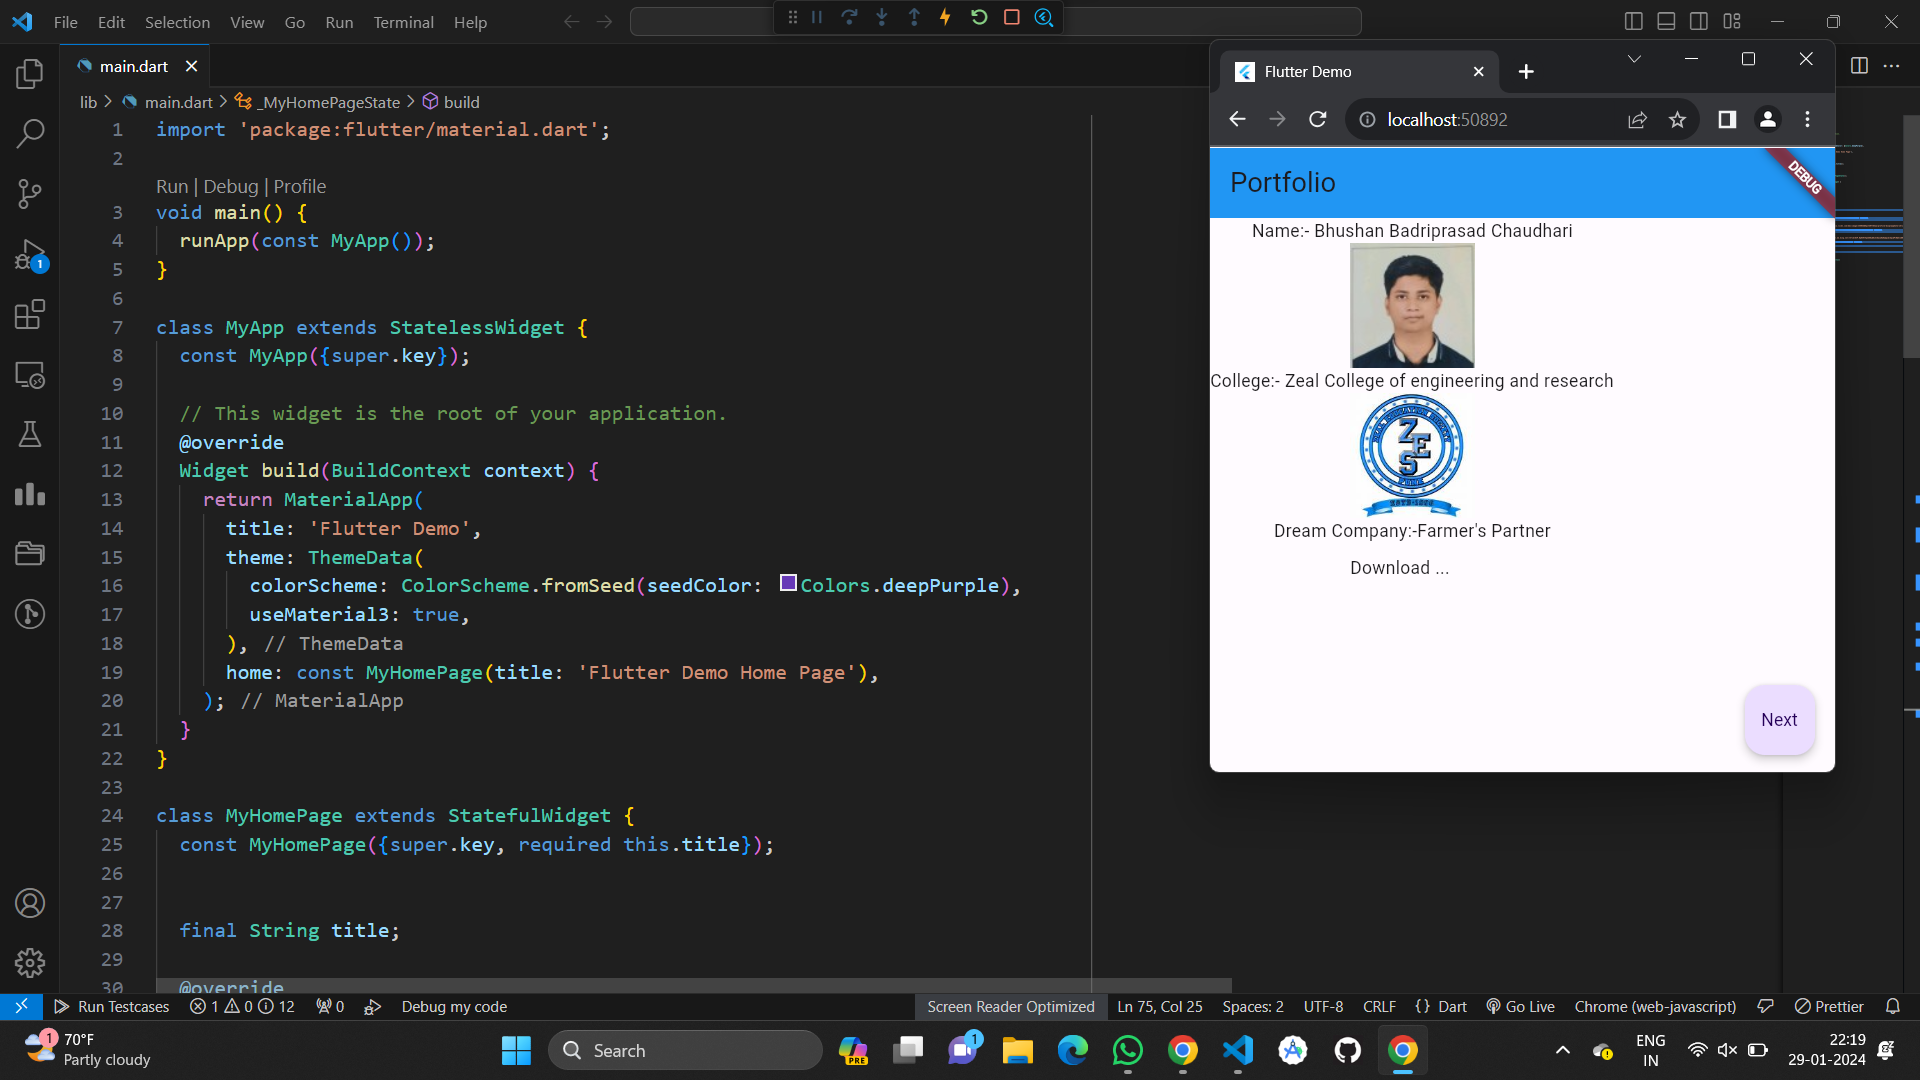 File Edit Selection View Go Run Terminal Help
main.dart
lib > main.dart > _MyHomePageState > build
1 import 'package:flutter/material.dart';
2
Run | Debug | Profile
3 void main() {
4 runApp(const MyApp());
5 }
6
7 class MyApp extends StatelessWidget {
8 const MyApp({super.key});
9
10 // This widget is the root of your application.
11 @override
12 Widget build(BuildContext context) {
13 return MaterialApp(
14 title: 'Flutter Demo',
15 theme: ThemeData(
16 colorScheme: ColorScheme.fromSeed(seedColor: Colors.deepPurple),
17 useMaterial3: true,
18 ), // ThemeData
19 home: const MyHomePage(title: 'Flutter Demo Home Page'),
20 ); // MaterialApp
21 }
22 }
23
24 class MyHomePage extends StatefulWidget {
25 const MyHomePage({super.key, required this.title});
26
27
28 final String title;
29
30 @override
1
Flutter Demo
localhost:50892
Portfolio
DEBUG
Name:- Bhushan Badriprasad Chaudhari
College:- Zeal College of engineering and research
ZES
Dream Company:-Farmer's Partner
Download ...
Next
Run Testcases 1 0 12 0 Debug my code Screen Reader Optimized Ln 75, Col 25 Spaces: 2 UTF-8 CRLF {} Dart Go Live Chrome (web-javascript) Prettier
1 70°F
Partly cloudy
Search
PRE
1
ENG
IN
22:19
29-01-2024